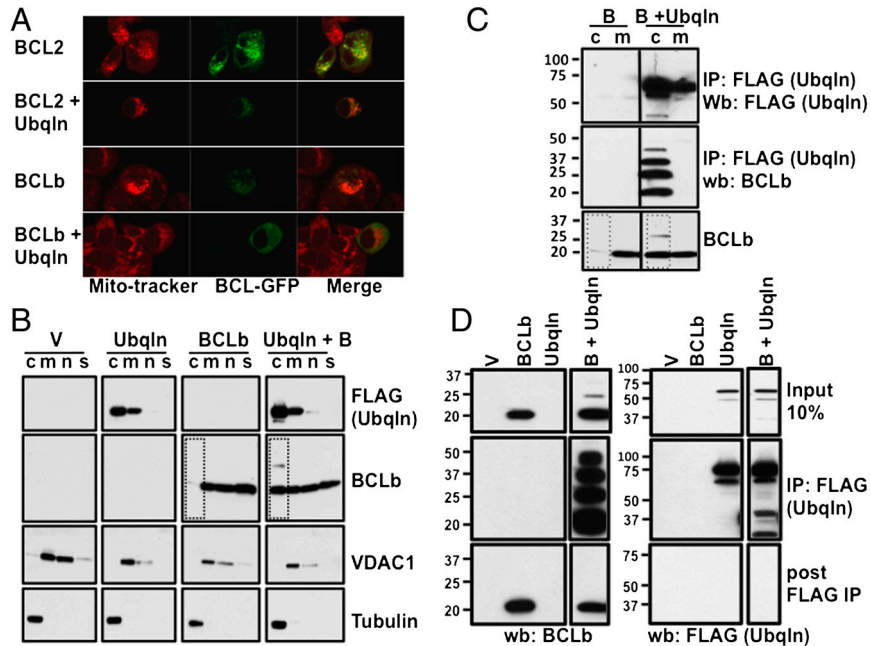 A
BCL2
BCL2 +
Ubqln
BCLb
BCLb +
Ubqln
Mito-tracker BCL-GFP Merge
B
V Ubqln BCLb Ubqln + B
c m n s c m n s c m n s c m n s
FLAG
(Ubqln)
BCLb
VDAC1
Tubulin
C
B B +Ubqln
c m c m
100
75
50
IP: FLAG (Ubqln)
Wb: FLAG (Ubqln)
50
37
25
20
IP: FLAG (Ubqln)
wb: BCLb
37
25
20
BCLb
D
V BCLb Ubqln B + Ubqln V BCLb Ubqln B + Ubqln
37
25
20
100
75
50
37
Input
10%
50
37
25
20
100
75
50
37
IP: FLAG
(Ubqln)
37
25
20
75
50
37
post
FLAG IP
wb: BCLb wb: FLAG (Ubqln)